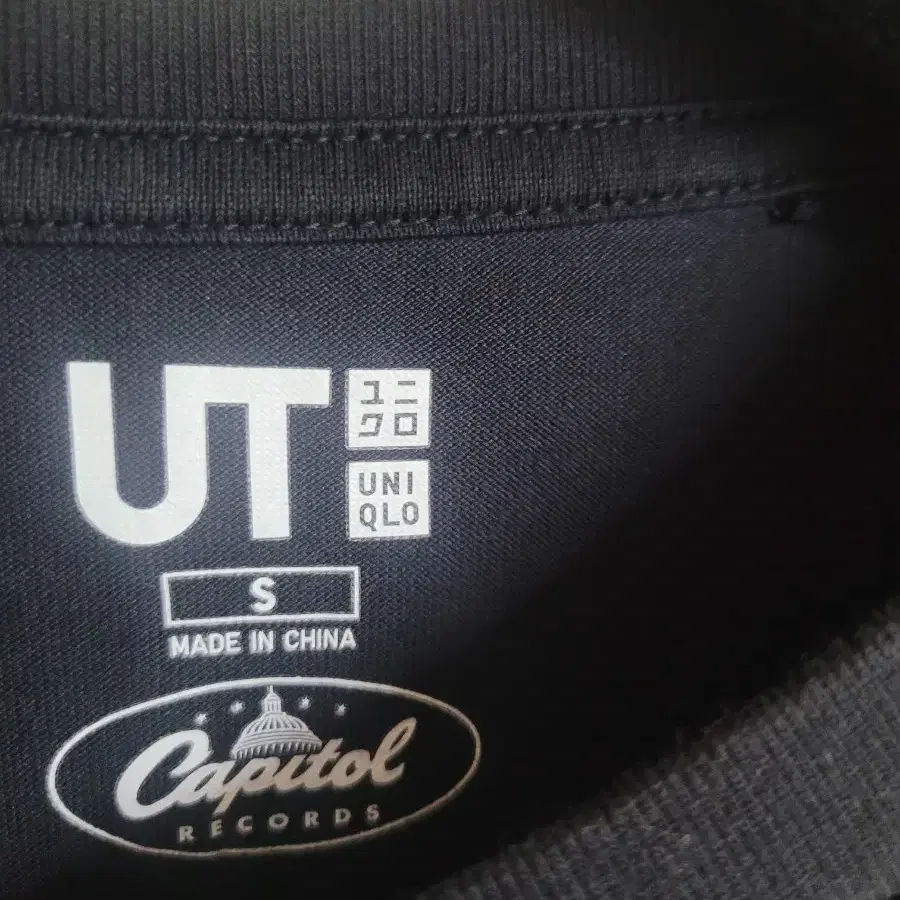 UT
ユニ
クロ
UNI
QLO
S
MADE IN CHINA
Capitol
RECORDS